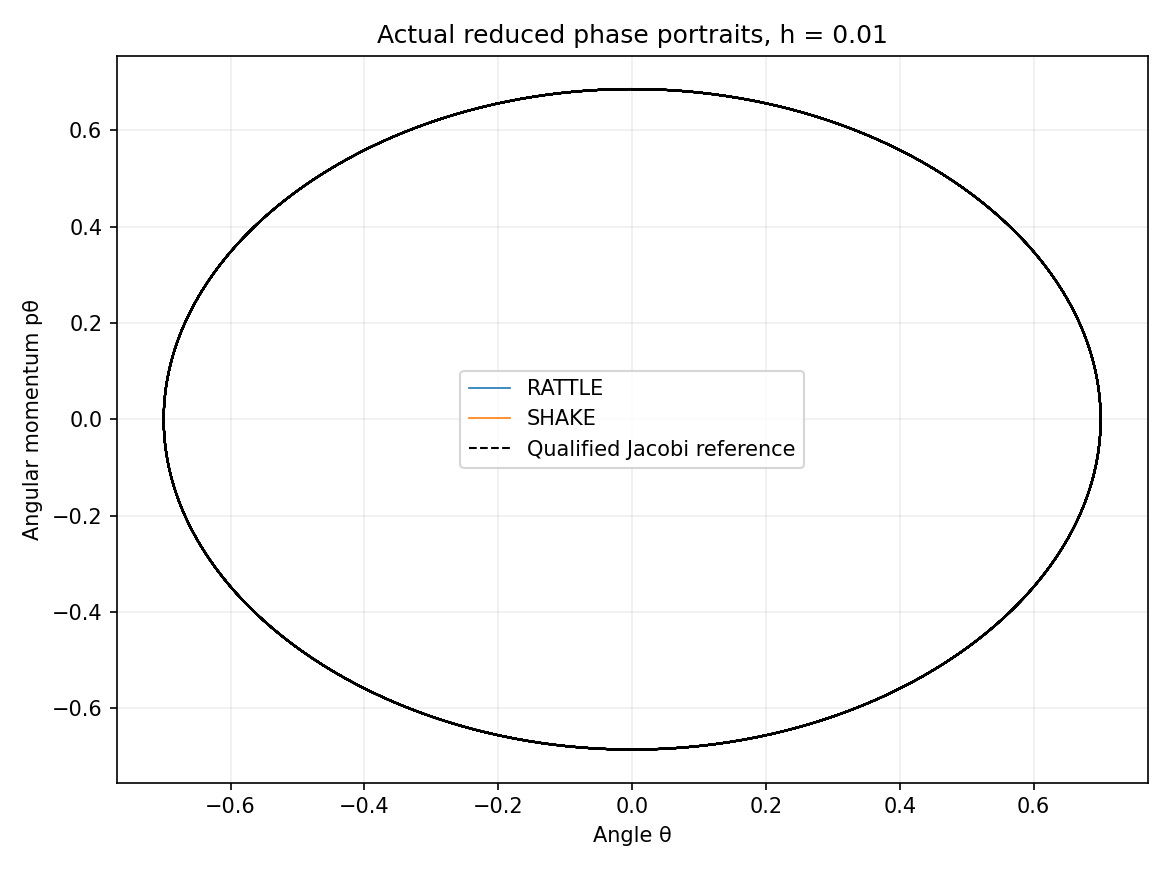 Actual reduced phase portraits, h = 0.01
Angular momentum pθ
0.6
0.4
0.2
0.0
−0.2
−0.4
−0.6
RATTLE
SHAKE
Qualified Jacobi reference
−0.6 −0.4 −0.2 0.0 0.2 0.4 0.6
Angle θ